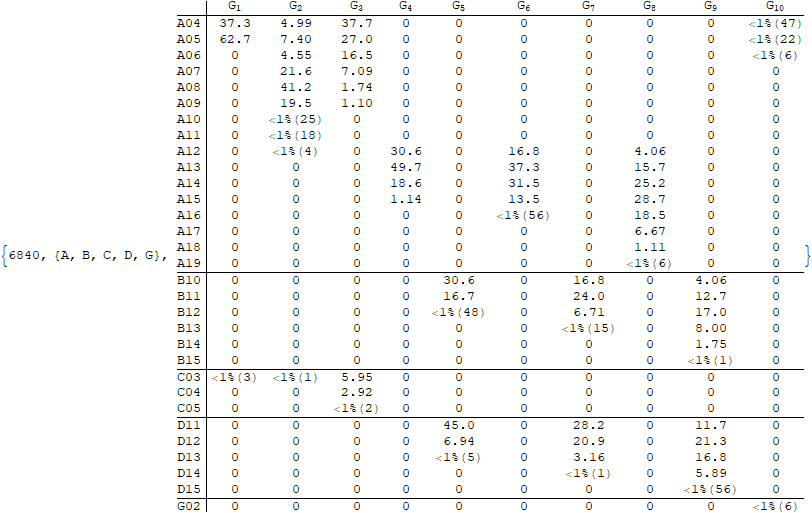 G1 G2 G3 G4 G5 G6 G7 G8 G9 G10
A04 37.3 4.99 37.7 0 0 0 0 0 0 <1%(47)
A05 62.7 7.40 27.0 0 0 0 0 0 0 <1%(22)
A06 0 4.55 16.5 0 0 0 0 0 0 <1%(6)
A07 0 21.6 7.09 0 0 0 0 0 0 0
A08 0 41.2 1.74 0 0 0 0 0 0 0
A09 0 19.5 1.10 0 0 0 0 0 0 0
A10 0 <1%(25) 0 0 0 0 0 0 0 0
A11 0 <1%(18) 0 0 0 0 0 0 0 0
A12 0 <1%(4) 0 30.6 0 16.8 0 4.06 0 0
A13 0 0 0 49.7 0 37.3 0 15.7 0 0
A14 0 0 0 18.6 0 31.5 0 25.2 0 0
A15 0 0 0 1.14 0 13.5 0 28.7 0 0
A16 0 0 0 0 0 <1%(56) 0 18.5 0 0
A17 0 0 0 0 0 0 0 6.67 0 0
{6840, {A, B, C, D, G}, A18 0 0 0 0 0 0 0 1.11 0 0 }
A19 0 0 0 0 0 0 0 <1%(6) 0 0
B10 0 0 0 0 30.6 0 16.8 0 4.06 0
B11 0 0 0 0 16.7 0 24.0 0 12.7 0
B12 0 0 0 0 <1%(48) 0 6.71 0 17.0 0
B13 0 0 0 0 0 0 <1%(15) 0 8.00 0
B14 0 0 0 0 0 0 0 0 1.75 0
B15 0 0 0 0 0 0 0 0 <1%(1) 0
C03 <1%(3) <1%(1) 5.95 0 0 0 0 0 0 0
C04 0 0 2.92 0 0 0 0 0 0 0
C05 0 0 <1%(2) 0 0 0 0 0 0 0
D11 0 0 0 0 45.0 0 28.2 0 11.7 0
D12 0 0 0 0 6.94 0 20.9 0 21.3 0
D13 0 0 0 0 <1%(5) 0 3.16 0 16.8 0
D14 0 0 0 0 0 0 <1%(1) 0 5.89 0
D15 0 0 0 0 0 0 0 0 <1%(56) 0
G02 0 0 0 0 0 0 0 0 0 <1%(6)